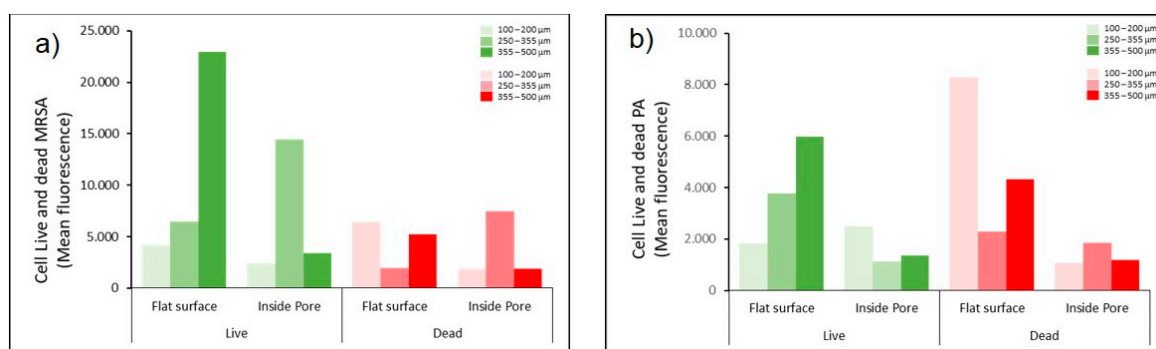 a)
Cell Live and dead MRSA
(Mean fluorescence)
25.000
20.000
15.000
10.000
5.000
0
100–200 µm
250–355 µm
355–500 µm
100–200 µm
250–355 µm
355–500 µm
Flat surface
Inside Pore
Flat surface
Inside Pore
Live
Dead
b)
Cell Live and dead PA
(Mean fluorescence)
10.000
8.000
6.000
4.000
2.000
0
100–200 µm
250–355 µm
355–500 µm
100–200 µm
250–355 µm
355–500 µm
Flat surface
Inside Pore
Flat surface
Inside Pore
Live
Dead